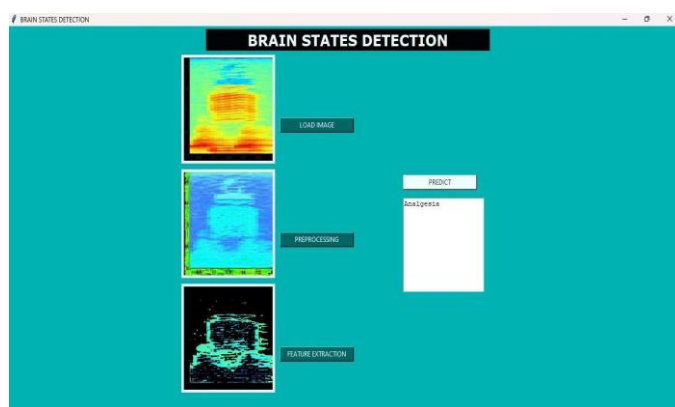 BRAIN STATES DETECTION
BRAIN STATES DETECTION
LOAD IMAGE
PREDICT
Analgesia
PREPROCESSING
FEATURE EXTRACTION